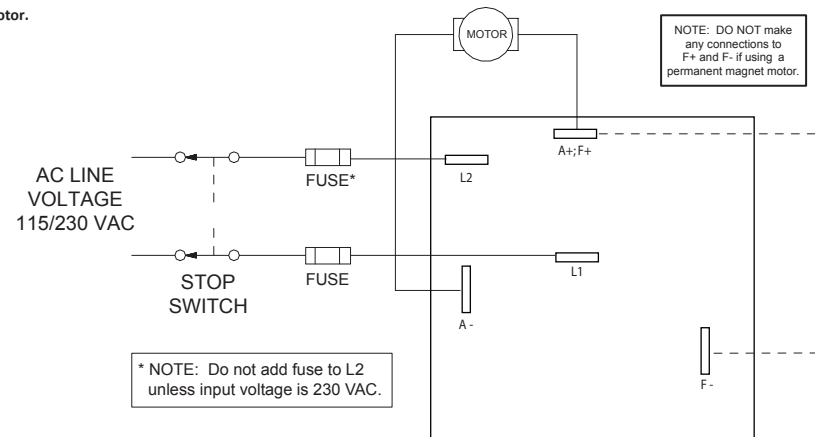 otor.
MOTOR
NOTE: DO NOT make
any connections to
F+ and F- if using a
permanent magnet motor.
A+;F+
L2
FUSE*
AC LINE
VOLTAGE
115/230 VAC
L1
FUSE
STOP
SWITCH
A -
* NOTE: Do not add fuse to L2
unless input voltage is 230 VAC.
F -